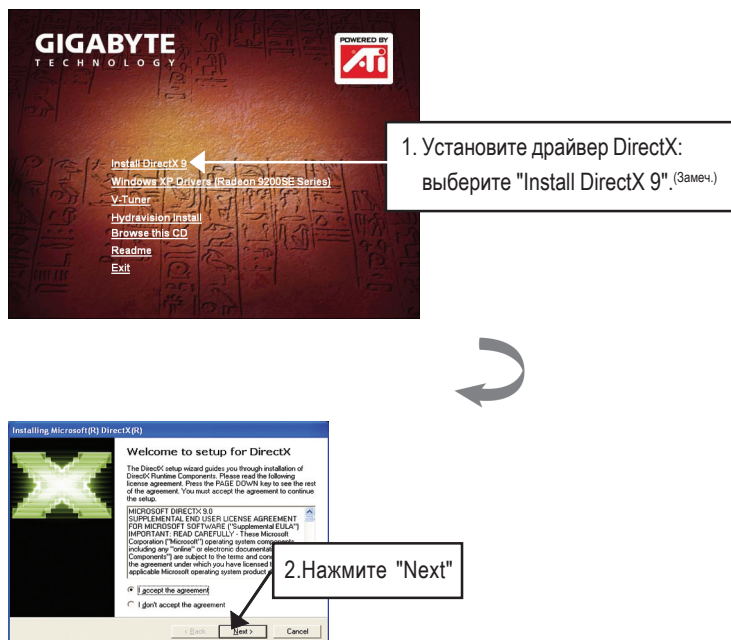 GIGABYTE
TECHNOLOGY
POWERED BY
ATi
Install DirectX 9
Windows XP Drivers (Radeon 9200SE Series)
V-Tuner
Hydravision Install
Browse this CD
Readme
Exit
1. Установите драйвер DirectX:
выберите "Install DirectX 9".(Замеч.)
Installing Microsoft(R) DirectX(R)
Welcome to setup for DirectX
The DirectX setup wizard guides you through installation of
DirectX Runtime Components. Please read the following
license agreement. Press the PAGE DOWN key to see the rest
of the agreement. You must accept the agreement to continue
the setup.
MICROSOFT DIRECTX 9.0
SUPPLEMENTAL END USER LICENSE AGREEMENT
FOR MICROSOFT SOFTWARE ("Supplemental EULA")
IMPORTANT: READ CAREFULLY - These Microsoft
Corporation ("Microsoft") operating system components
including any "online" or electronic
Components") are subject to the terms and
the agreement under which you have licensed
applicable Microsoft operating system product
I accept the agreement
I don't accept the agreement
< Back
Next >
Cancel
2.Нажмите "Next"